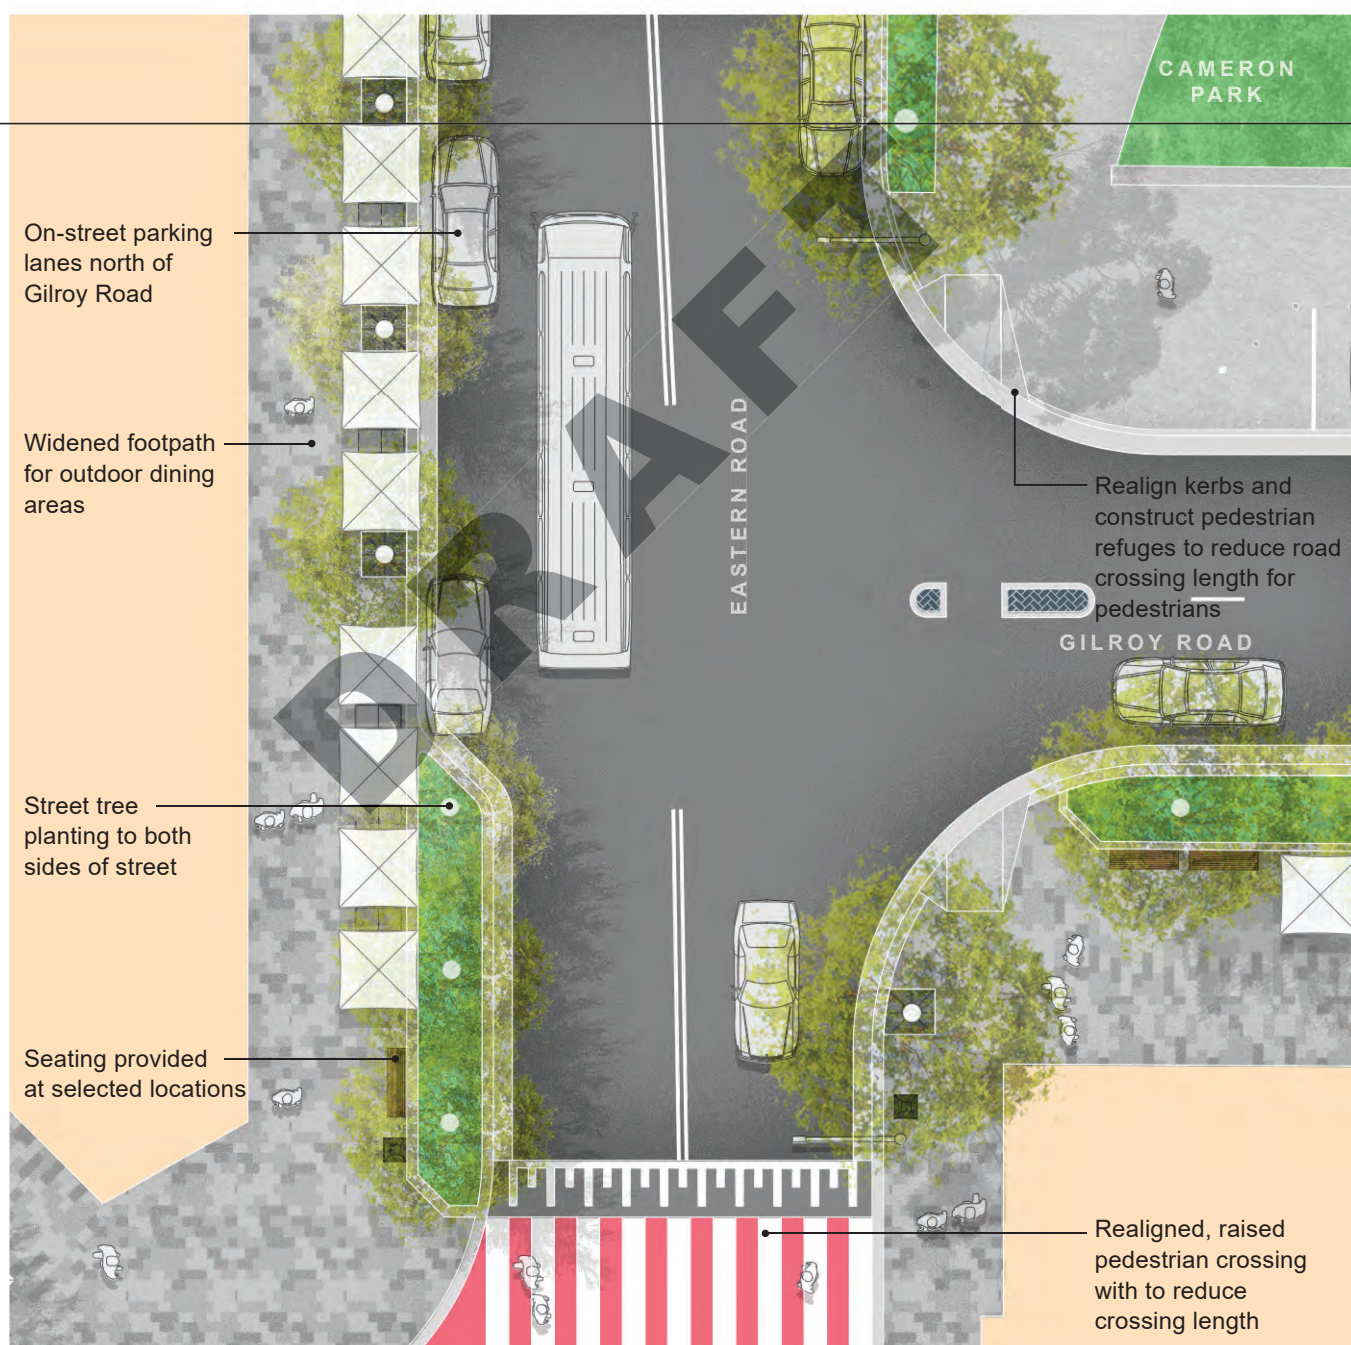 CAMERON
PARK
On-street parking
lanes north of
Gilroy Road
Widened footpath
for outdoor dining
areas
EASTERN ROAD
Realign kerbs and
construct pedestrian
refuges to reduce road
crossing length for
pedestrians
GILROY ROAD
Street tree
planting to both
sides of street
Seating provided
at selected locations
Realigned, raised
pedestrian crossing
with to reduce
crossing length
DRAFT